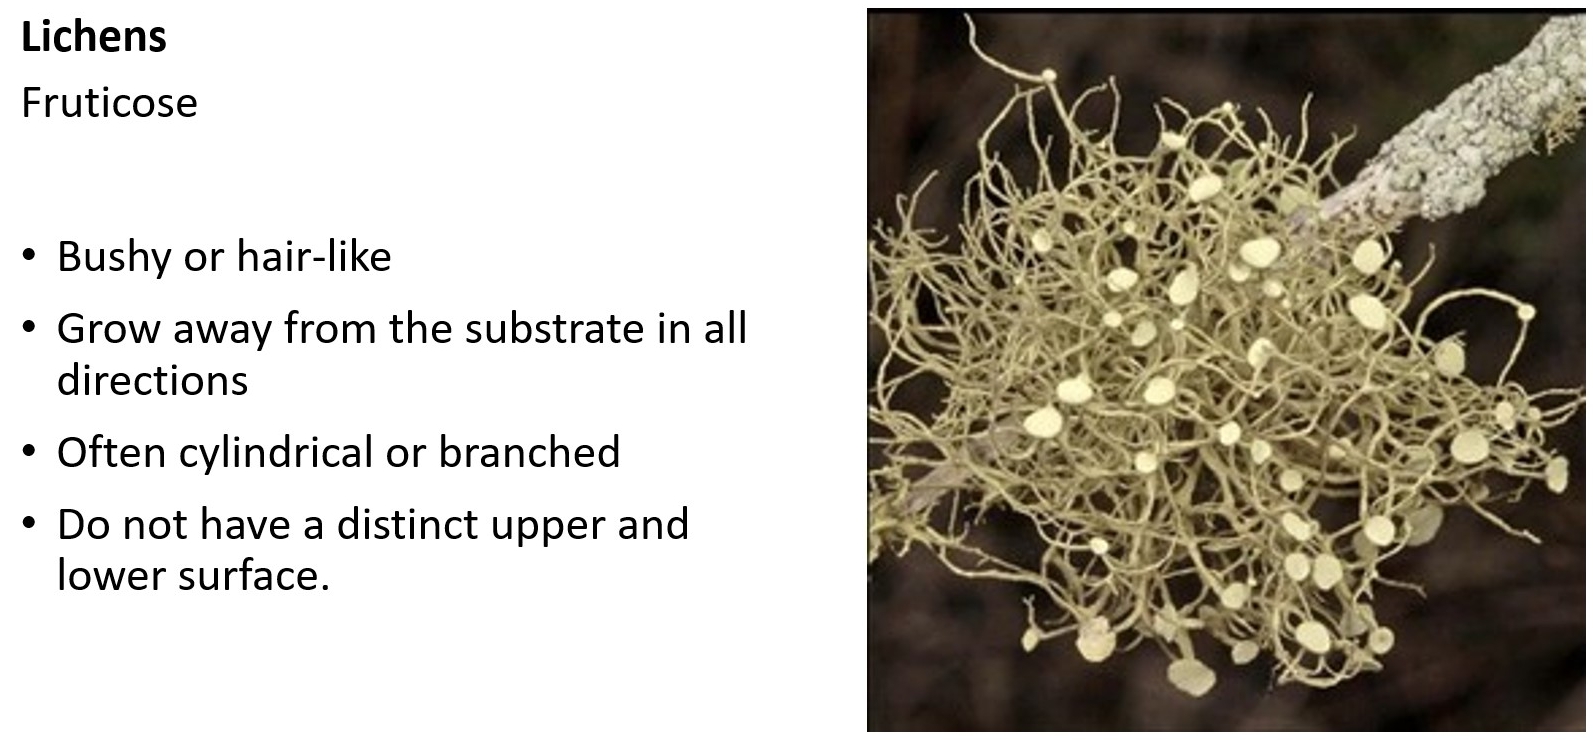 Lichens
Fruticose
• Bushy or hair-like
• Grow away from the substrate in all
directions
• Often cylindrical or branched
• Do not have a distinct upper and
lower surface.